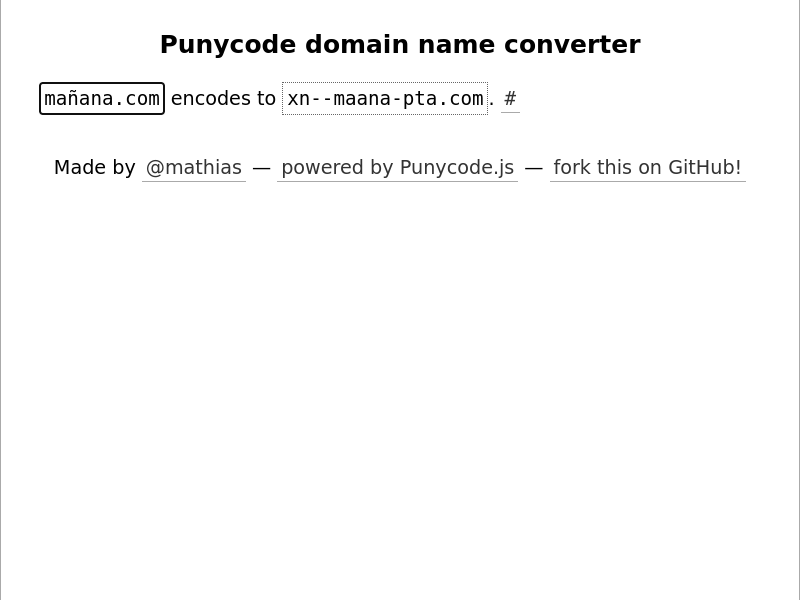 Punycode domain name converter
mañana.com encodes to xn--maana-pta.com. #
Made by @mathias — powered by Punycode.js — fork this on GitHub!